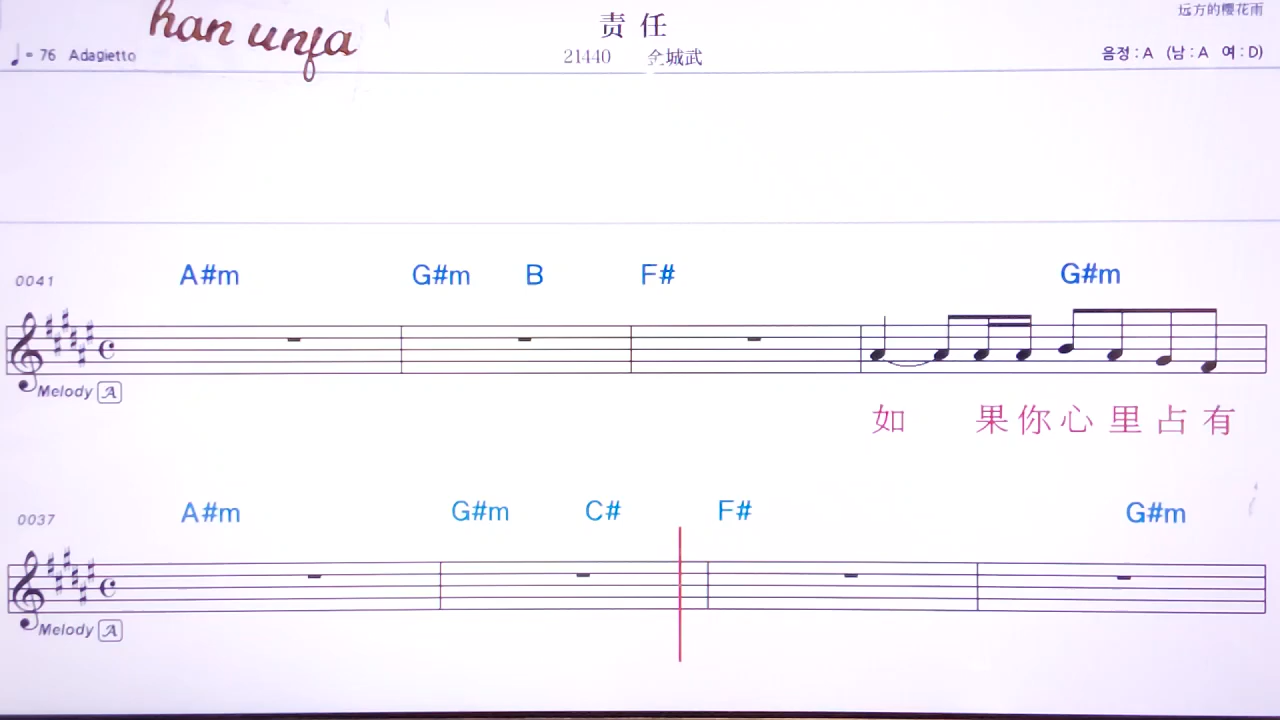 han unja
责任
远方的樱花雨
♩= 76 Adagietto
21440 金城武
음정 : A (남 : A 여 : D)
0041 A#m G#m B F# G#m
Melody A
如 果你心里占有
0037 A#m G#m C# F# G#m
Melody A